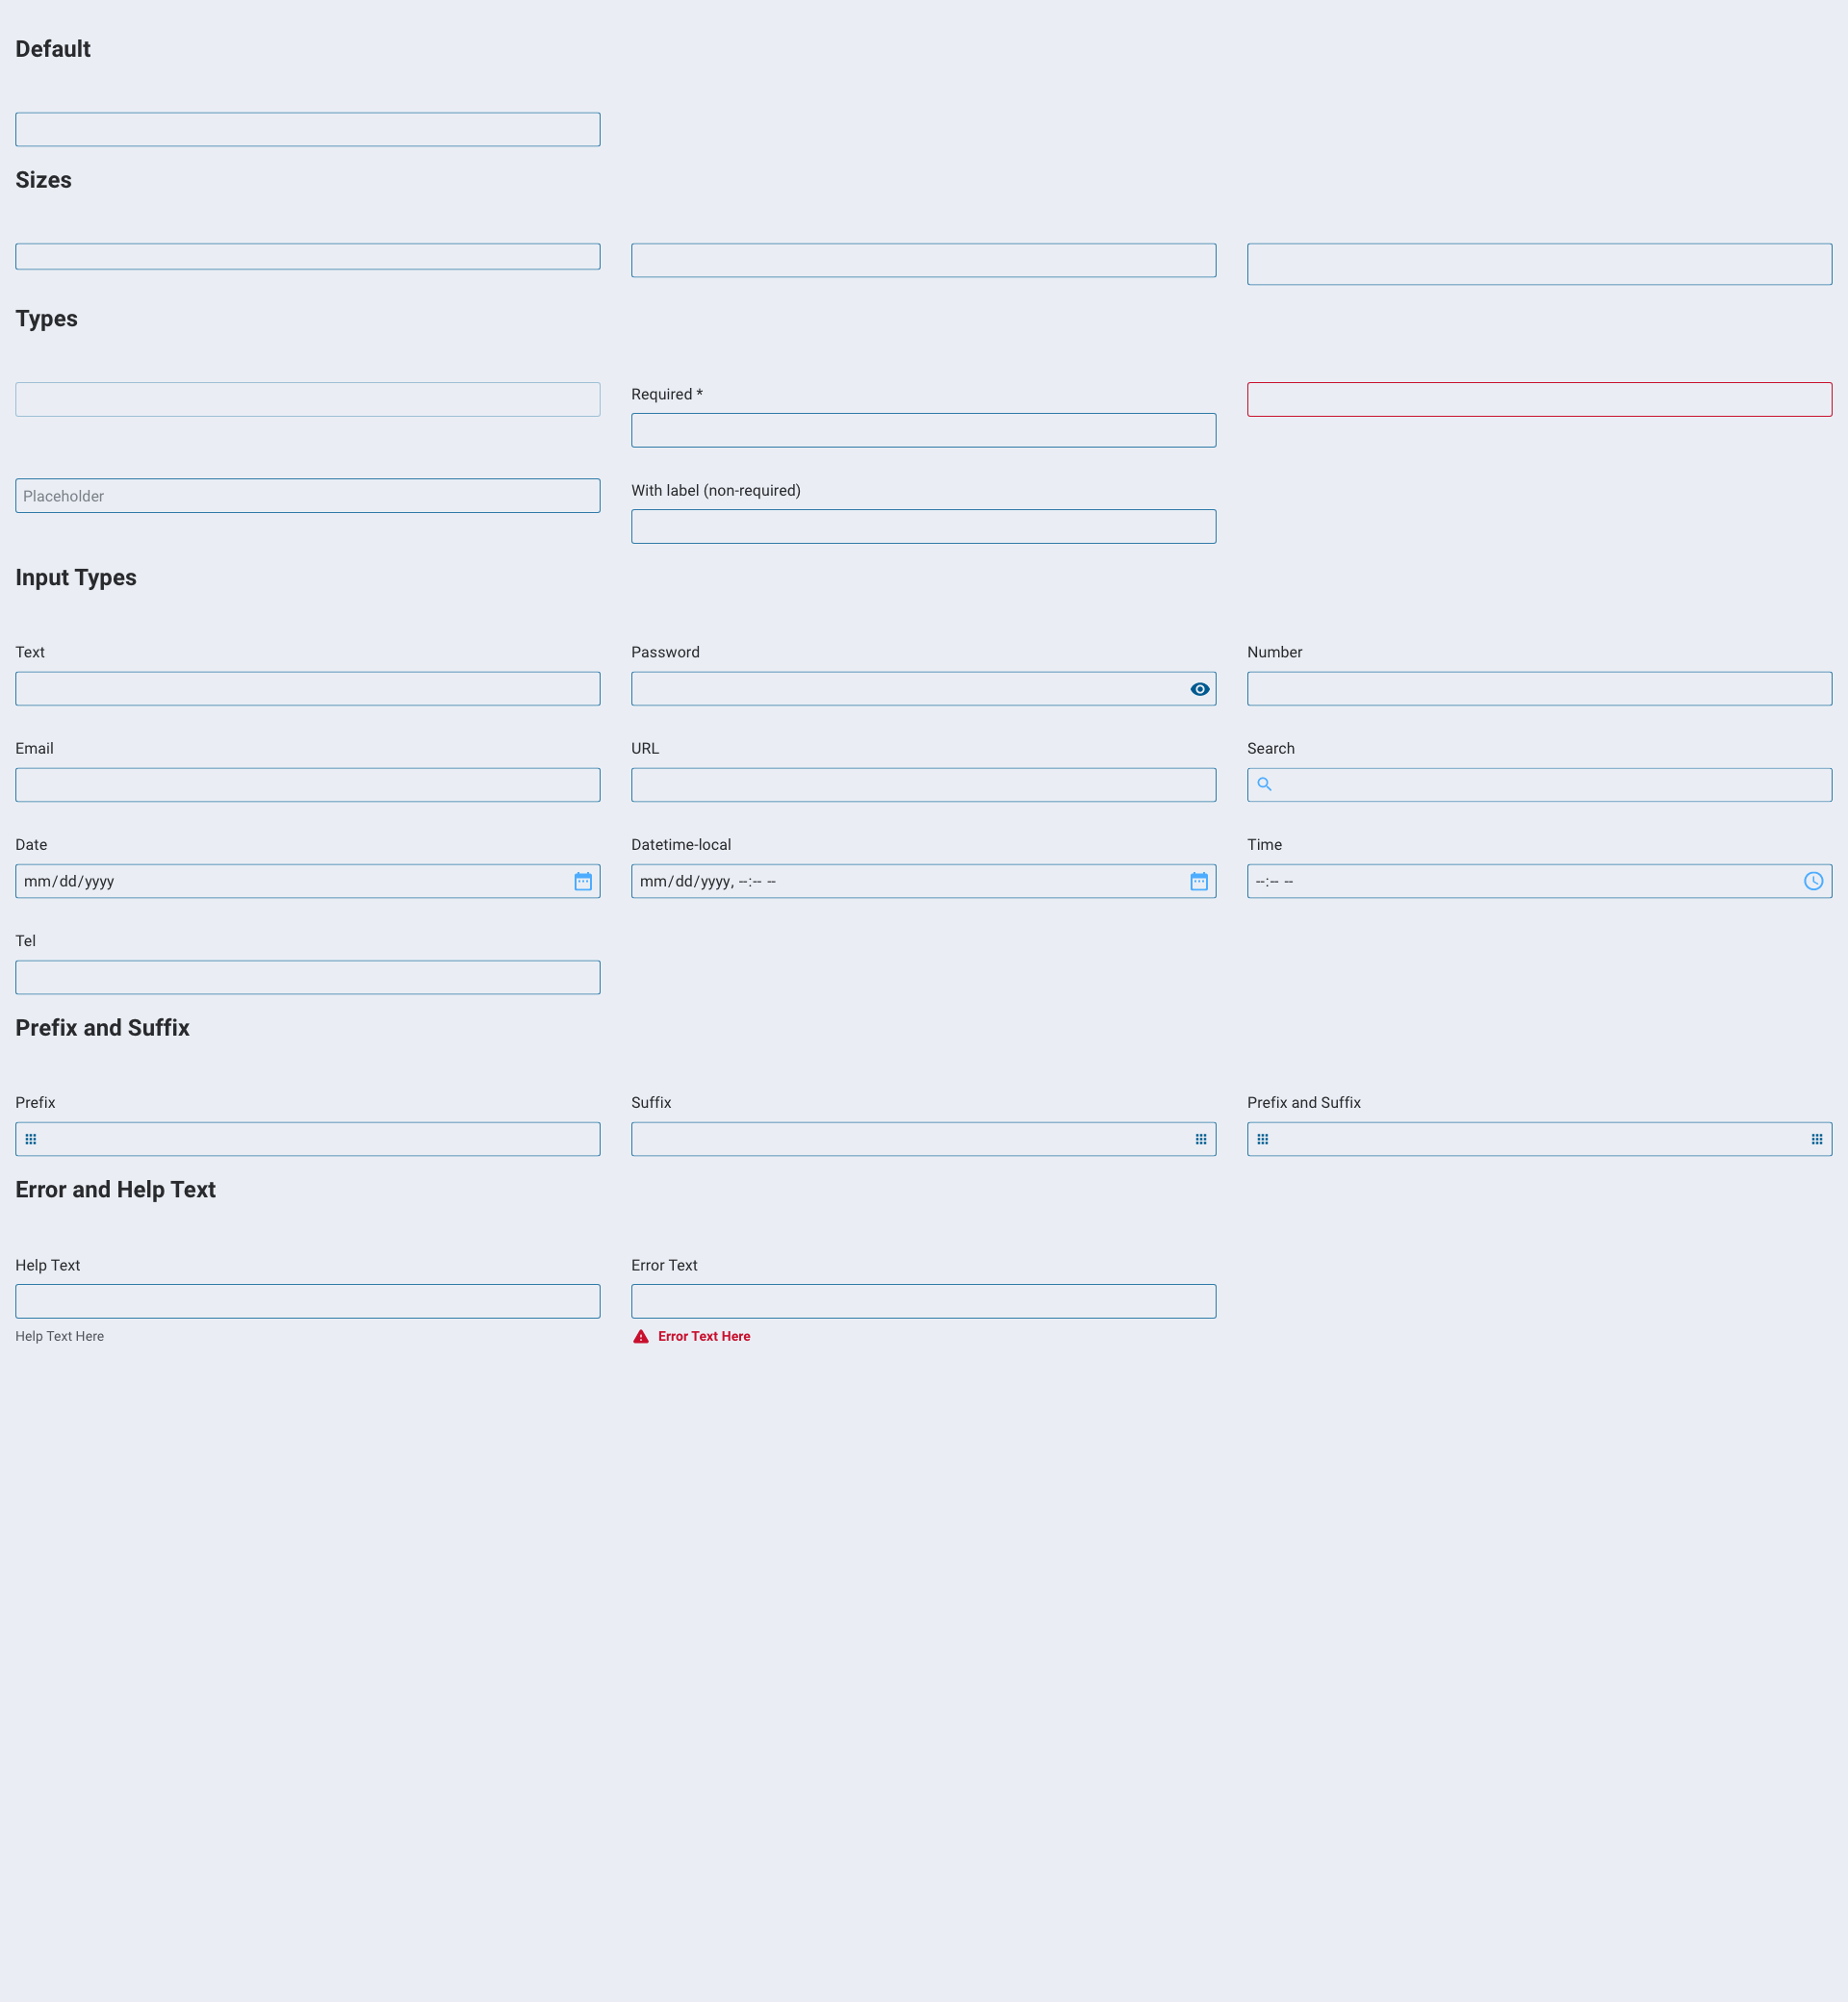 Default
Sizes
Types
Required *
Placeholder
With label (non-required)
Input Types
Text
Password
Number
Email
URL
Search
Date
Datetime-local
Time
mm/dd/yyyy
mm/dd/yyyy, --:-- --
--:-- --
Tel
Prefix and Suffix
Prefix
Suffix
Prefix and Suffix
Error and Help Text
Help Text
Error Text
Help Text Here
Error Text Here